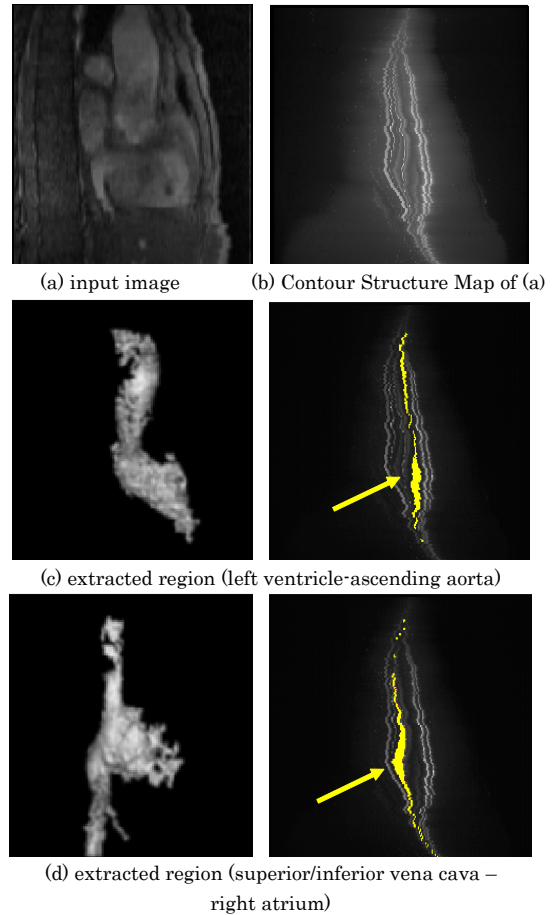 (a) input image
(b) Contour Structure Map of (a)
(c) extracted region (left ventricle-ascending aorta)
(d) extracted region (superior/inferior vena cava –
right atrium)